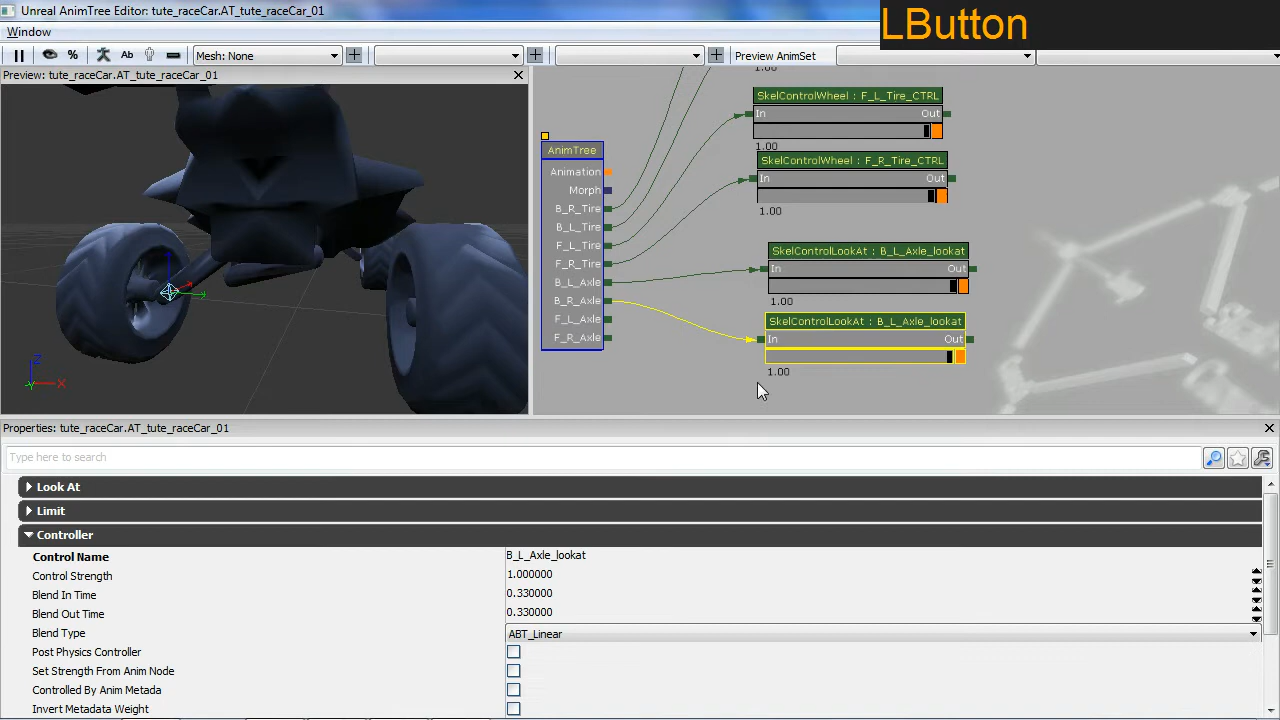 Unreal AnimTree Editor: tute_raceCar.AT_tute_raceCar_01
LButton
Window
%
Ab
Mesh: None
Preview AnimSet
Preview: tute_raceCar.AT_tute_raceCar_01
1.00
SkelControlWheel : F_L_Tire_CTRL
In
Out
1.00
SkelControlWheel : F_R_Tire_CTRL
In
Out
1.00
AnimTree
Animation
Morph
B_R_Tire
B_L_Tire
F_L_Tire
F_R_Tire
B_L_Axle
B_R_Axle
F_L_Axle
F_R_Axle
SkelControlLookAt : B_L_Axle_lookat
In
Out
1.00
SkelControlLookAt : B_L_Axle_lookat
In
Out
1.00
Z
X
Y
Properties: tute_raceCar.AT_tute_raceCar_01
Type here to search
Look At
Limit
Controller
Control Name B_L_Axle_lookat
Control Strength 1.000000
Blend In Time 0.330000
Blend Out Time 0.330000
Blend Type ABT_Linear
Post Physics Controller
Set Strength From Anim Node
Controlled By Anim Metada
Invert Metadata Weight